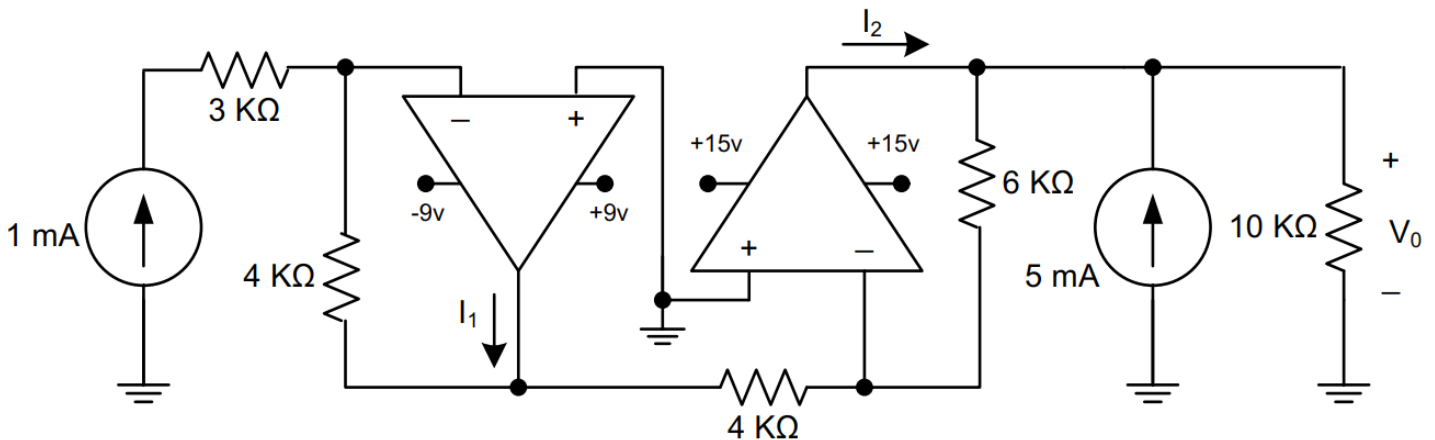 I₂
3 KΩ
– +
+15v +15v
-9v +9v
6 KΩ
+
1 mA
4 KΩ
+ –
5 mA
10 KΩ
V₀
–
I₁
4 KΩ